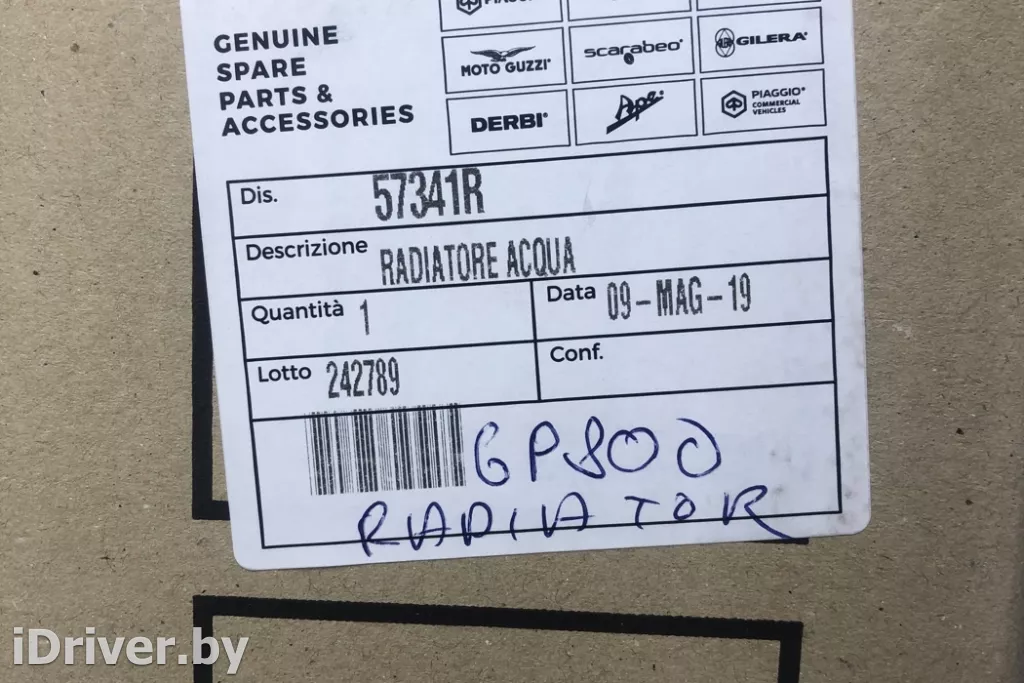 PIAGGIO
GENUINE
SPARE
PARTS &
ACCESSORIES
MOTO GUZZI
scarabeo
GILERA
DERBI
Ape
PIAGGIO
COMMERCIAL
VEHICLES
Dis. 57341R
Descrizione RADIATORE ACQUA
Quantità 1
Data 09-MAG-19
Lotto 242789
Conf.
GP800
RADIATOR
iDriver.by